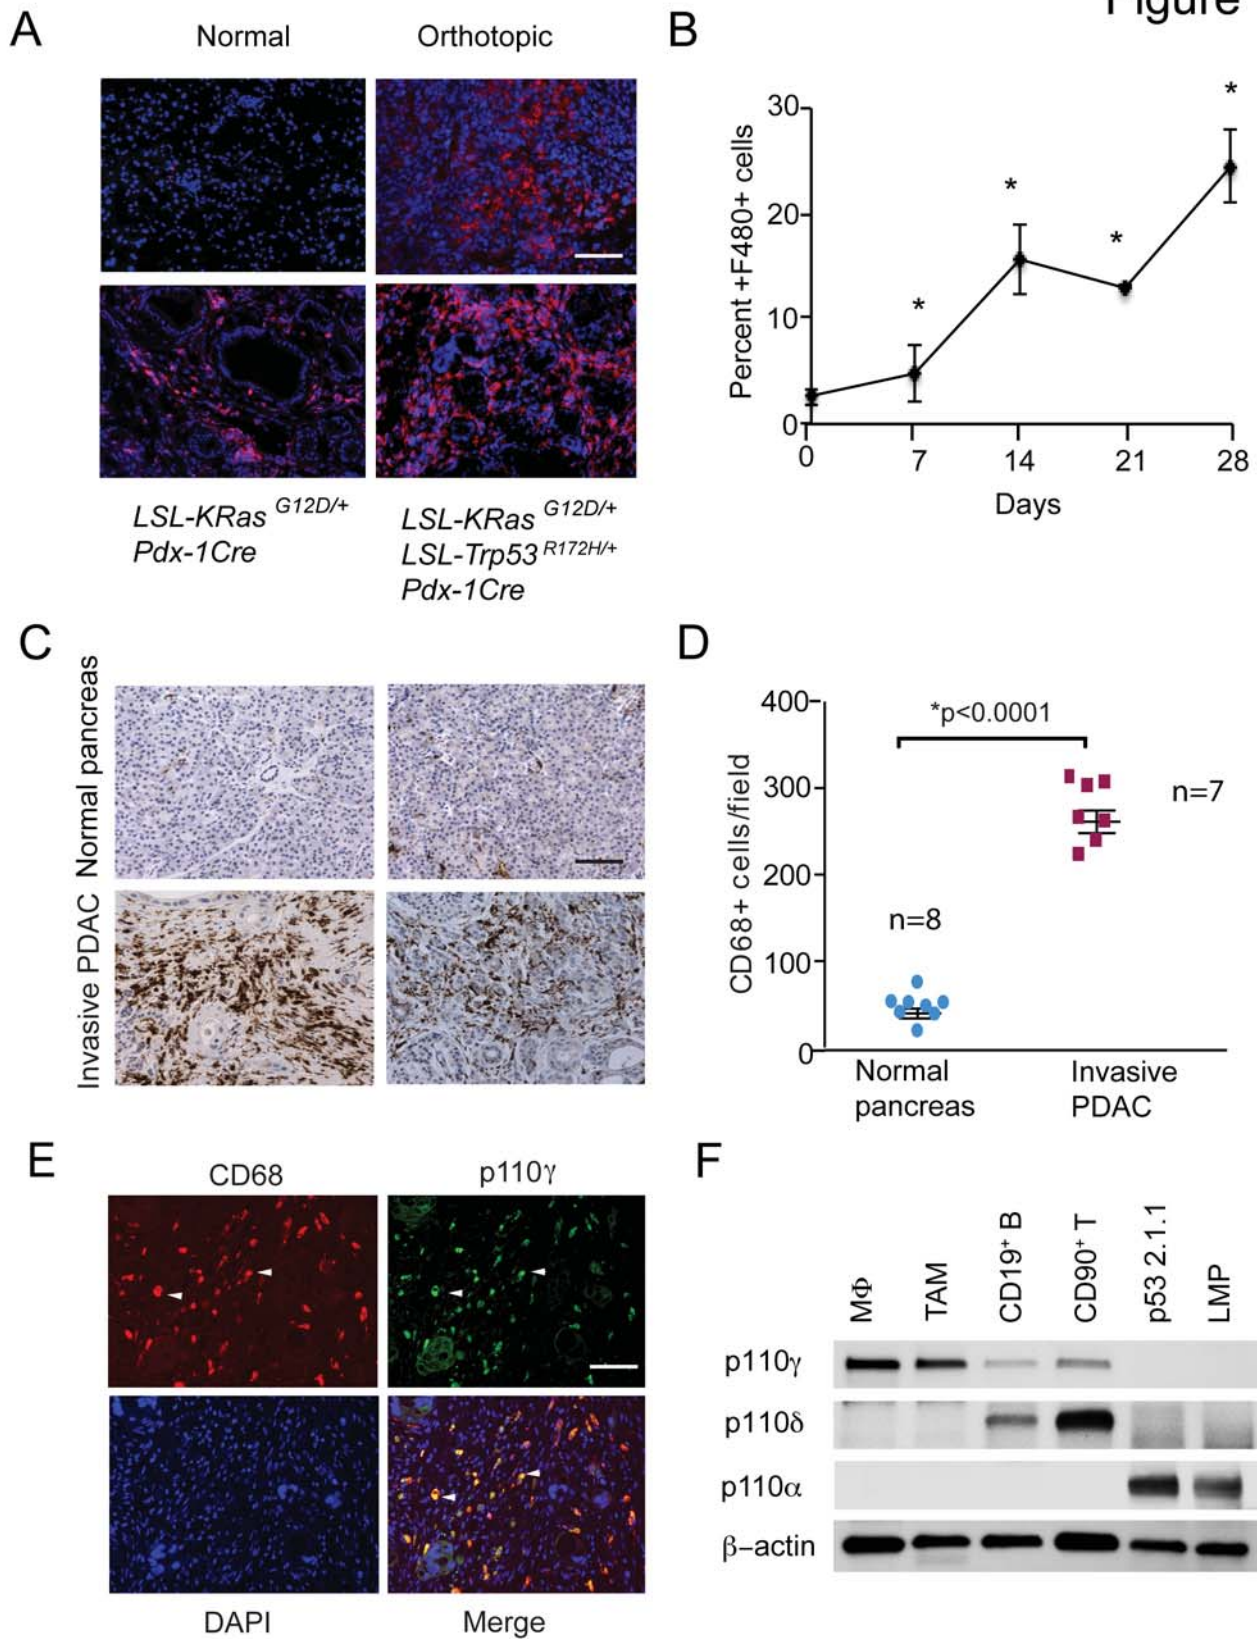 Figure
A
Normal
Orthotopic
LSL-KRas G12D/+
Pdx-1Cre
LSL-KRas G12D/+
LSL-Trp53 R172H/+
Pdx-1Cre
B
Percent +F480+ cells
30
20
10
0
*
*
*
*
0 7 14 21 28
Days
C
Normal pancreas
Invasive PDAC
D
CD68+ cells/field
400
300
200
100
0
*p<0.0001
n=7
n=8
Normal
pancreas
Invasive
PDAC
E
CD68
p110γ
DAPI
Merge
F
MΦ
TAM
CD19+ B
CD90+ T
p53 2.1.1
LMP
p110γ
p110δ
p110α
β–actin